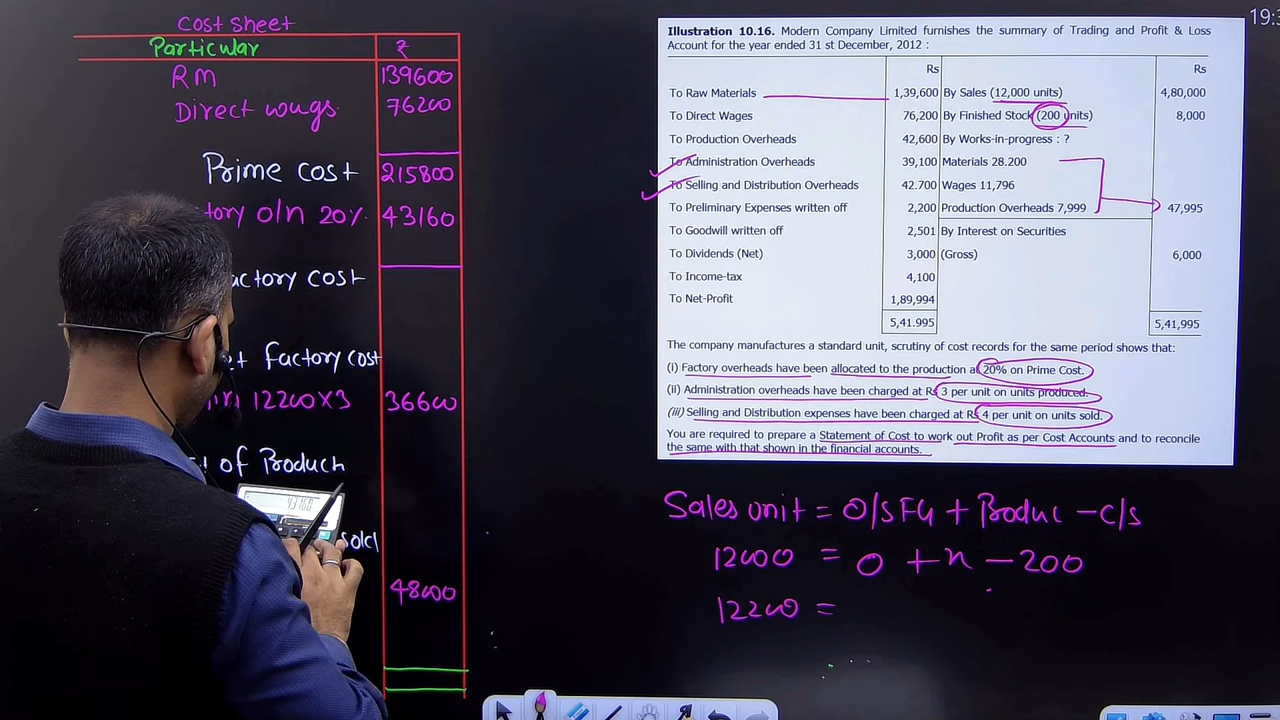 Cost Sheet
Particular ₹
RM 139600
Direct wags. 76200
Prime cost 215800
tory o/n 20% 43160
actory cost
et factory cost
12200×3 36600
of Produch
43160
sold
48000
19:3
Illustration 10.16. Modern Company Limited furnishes the summary of Trading and Profit & Loss
Account for the year ended 31 st December, 2012 :
Rs Rs
To Raw Materials 1,39,600 By Sales (12,000 units) 4,80,000
To Direct Wages 76,200 By Finished Stock (200 units) 8,000
To Production Overheads 42,600 By Works-in-progress : ?
To Administration Overheads 39,100 Materials 28.200
To Selling and Distribution Overheads 42.700 Wages 11,796
To Preliminary Expenses written off 2,200 Production Overheads 7,999 47,995
To Goodwill written off 2,501 By Interest on Securities
To Dividends (Net) 3,000 (Gross) 6,000
To Income-tax 4,100
To Net-Profit 1,89,994
5,41.995 5,41,995
The company manufactures a standard unit, scrutiny of cost records for the same period shows that:
(i) Factory overheads have been allocated to the production a 20% on Prime Cost.
(ii) Administration overheads have been charged at R 3 per unit on units produced.
(iii) Selling and Distribution expenses have been charged at R 4 per unit on units sold.
You are required to prepare a Statement of Cost to work out Profit as per Cost Accounts and to reconcile
the same with that shown in the financial accounts.
Sales unit = O/S FG + Produc - C/S
12000 = 0 + x - 200
12200 =